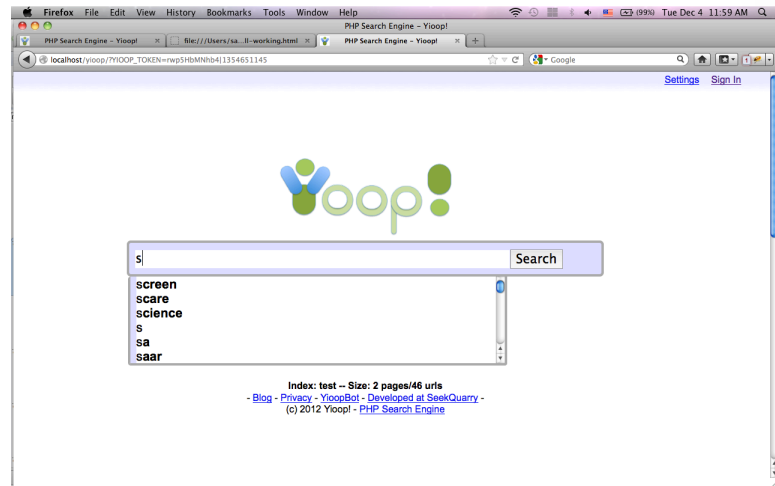 Firefox File Edit View History Bookmarks Tools Window Help (99%) Tue Dec 4 11:59 AM
PHP Search Engine - Yioop!
PHP Search Engine - Yioop! file:///Users/sa...ll-working.html PHP Search Engine - Yioop!
localhost/yioop/?YIOOP_TOKEN=rwp5HbMNhb4|1354651145 Google
Settings Sign In
Yioop!
s Search
screen
scare
science
s
sa
saar
Index: test -- Size: 2 pages/46 urls
- Blog - Privacy - YioopBot - Developed at SeekQuarry -
(c) 2012 Yioop! - PHP Search Engine